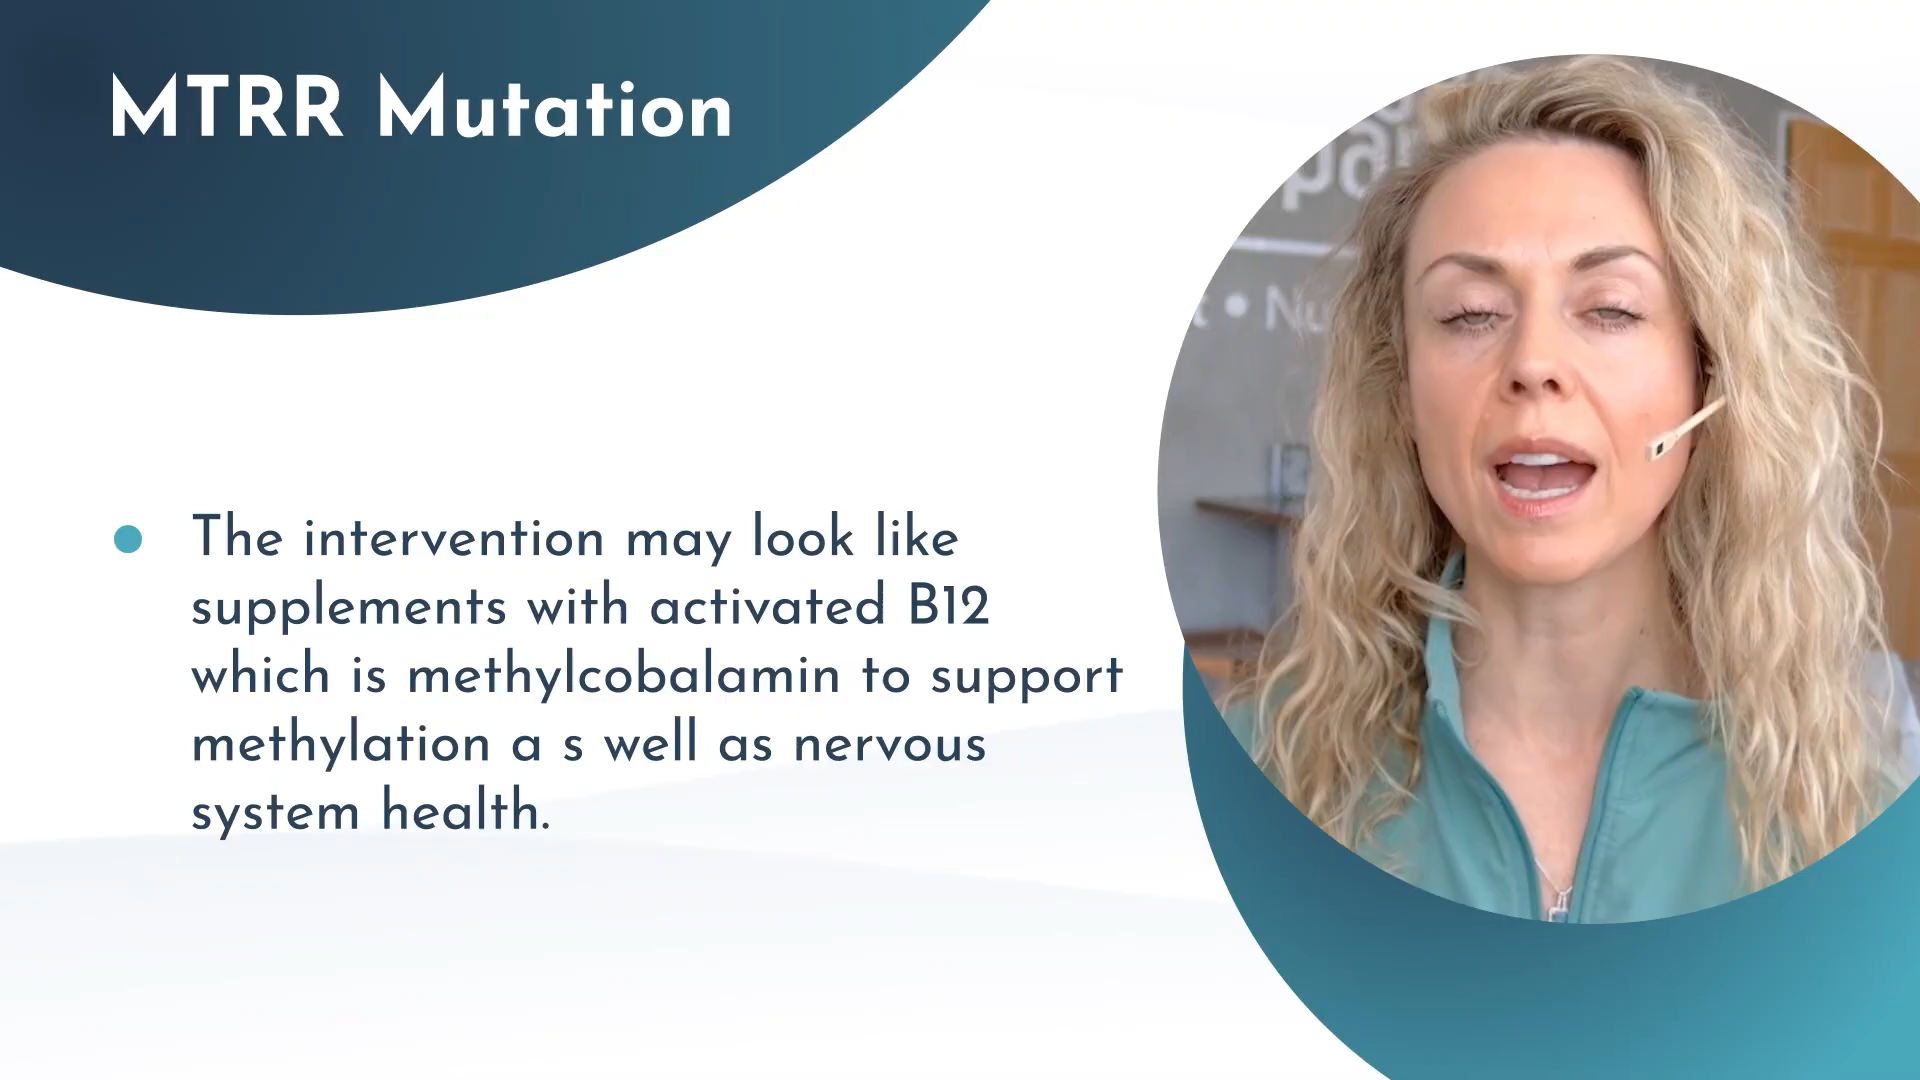 MTRR Mutation
The intervention may look like
supplements with activated B12
which is methylcobalamin to support
methylation a s well as nervous
system health.